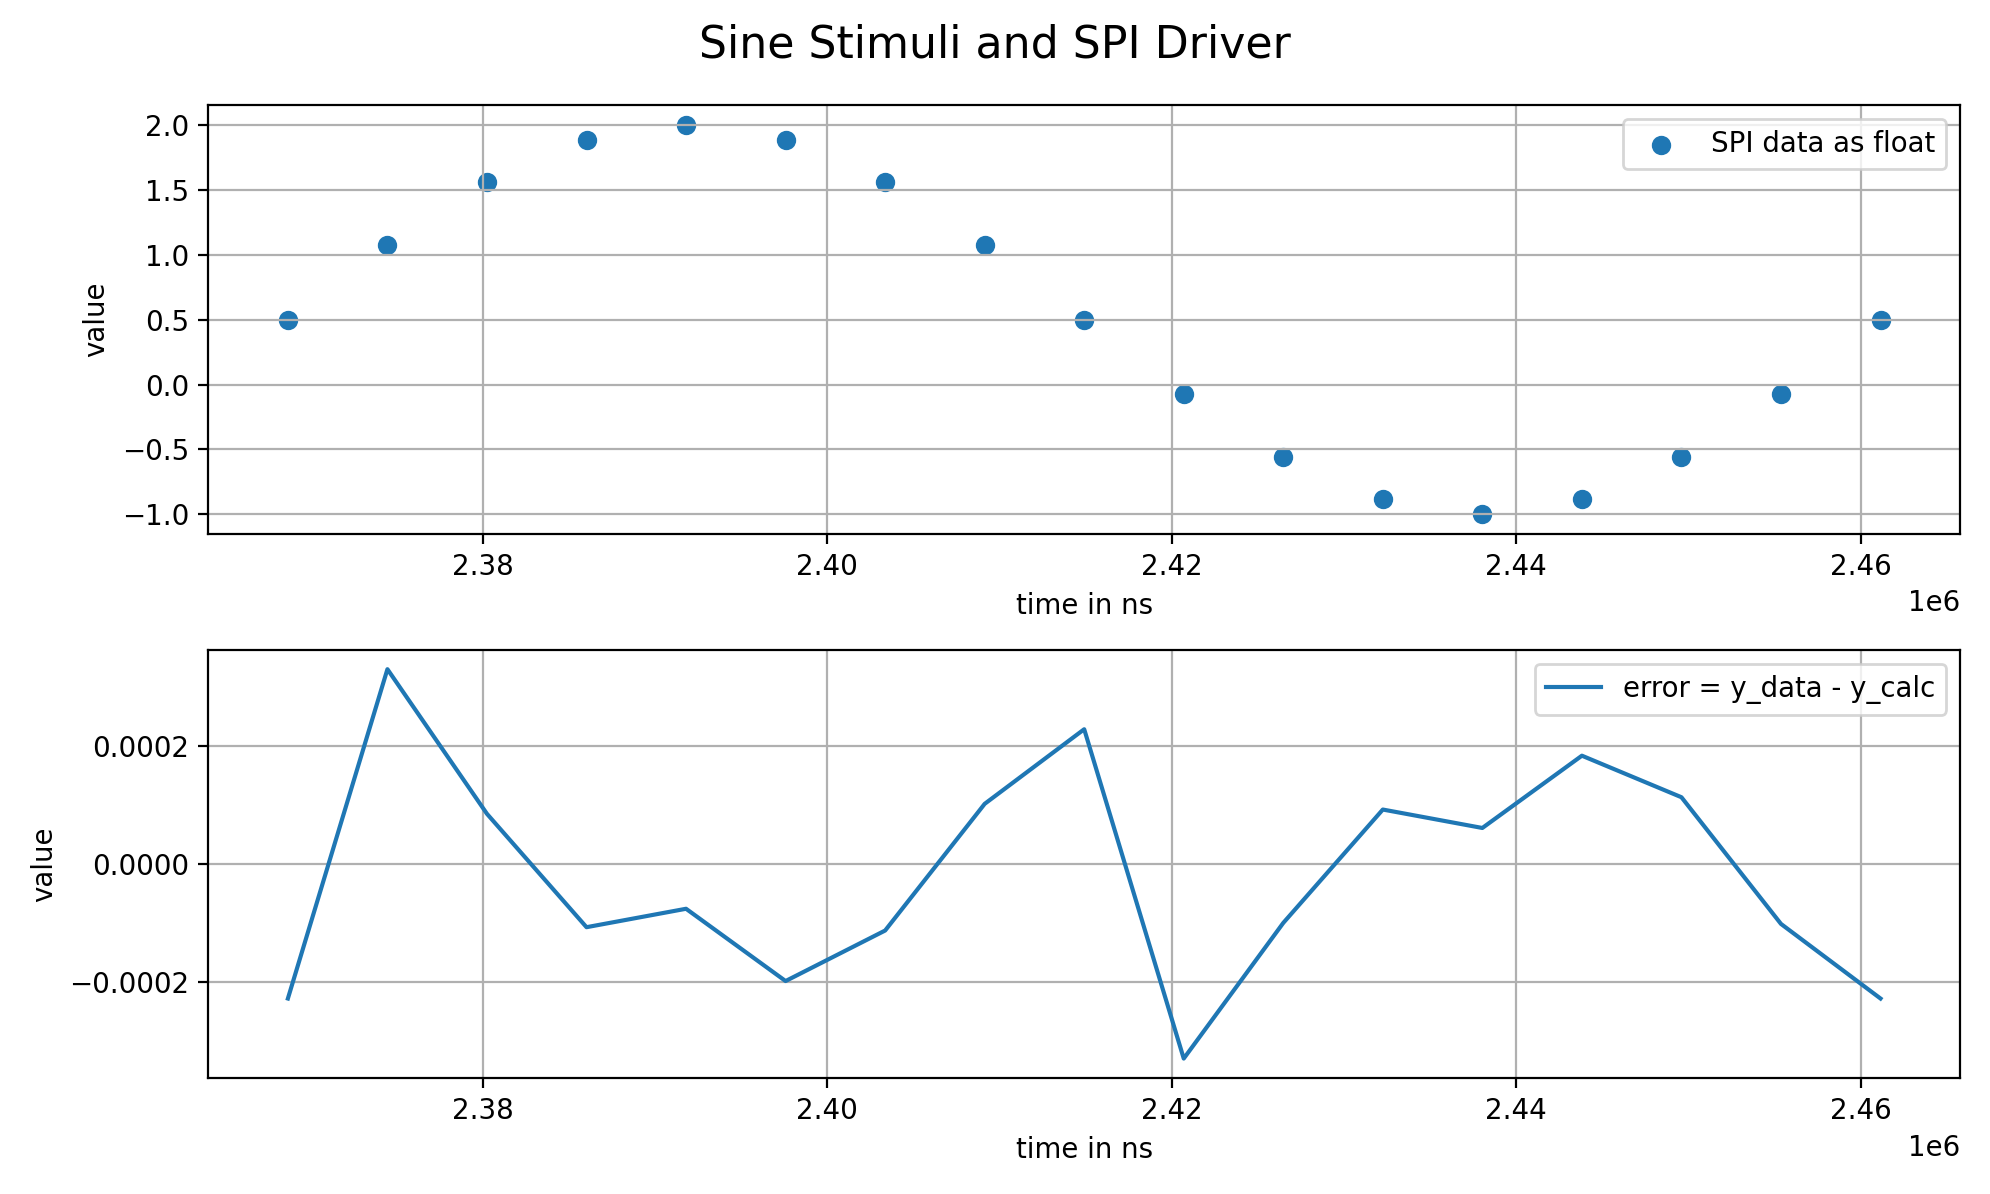 Sine Stimuli and SPI Driver
2.0
1.5
1.0
0.5
0.0
−0.5
−1.0
value
SPI data as float
2.38 2.40 2.42 2.44 2.46
time in ns
1e6
0.0002
0.0000
−0.0002
value
error = y_data - y_calc
2.38 2.40 2.42 2.44 2.46
time in ns
1e6